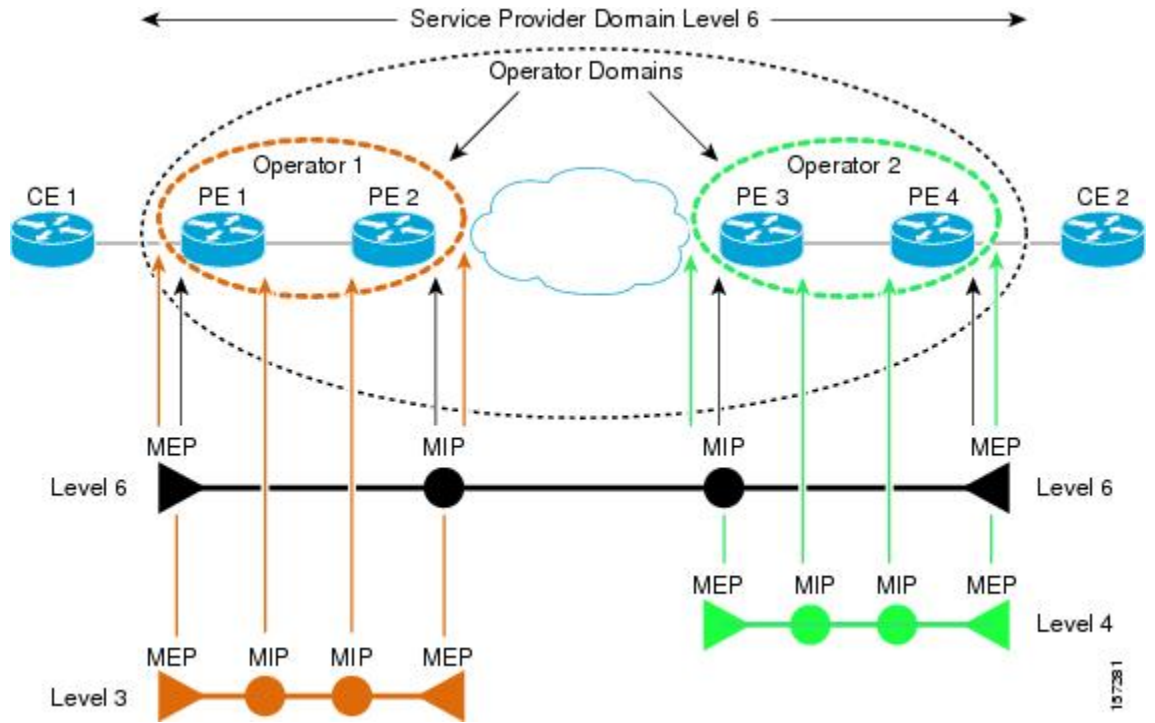 Service Provider Domain Level 6
Operator Domains
Operator 1
Operator 2
CE 1
PE 1
PE 2
PE 3
PE 4
CE 2
MEP
MIP
MIP
MEP
Level 6
Level 6
MEP
MIP
MIP
MEP
Level 4
MEP
MIP
MIP
MEP
Level 3
157281